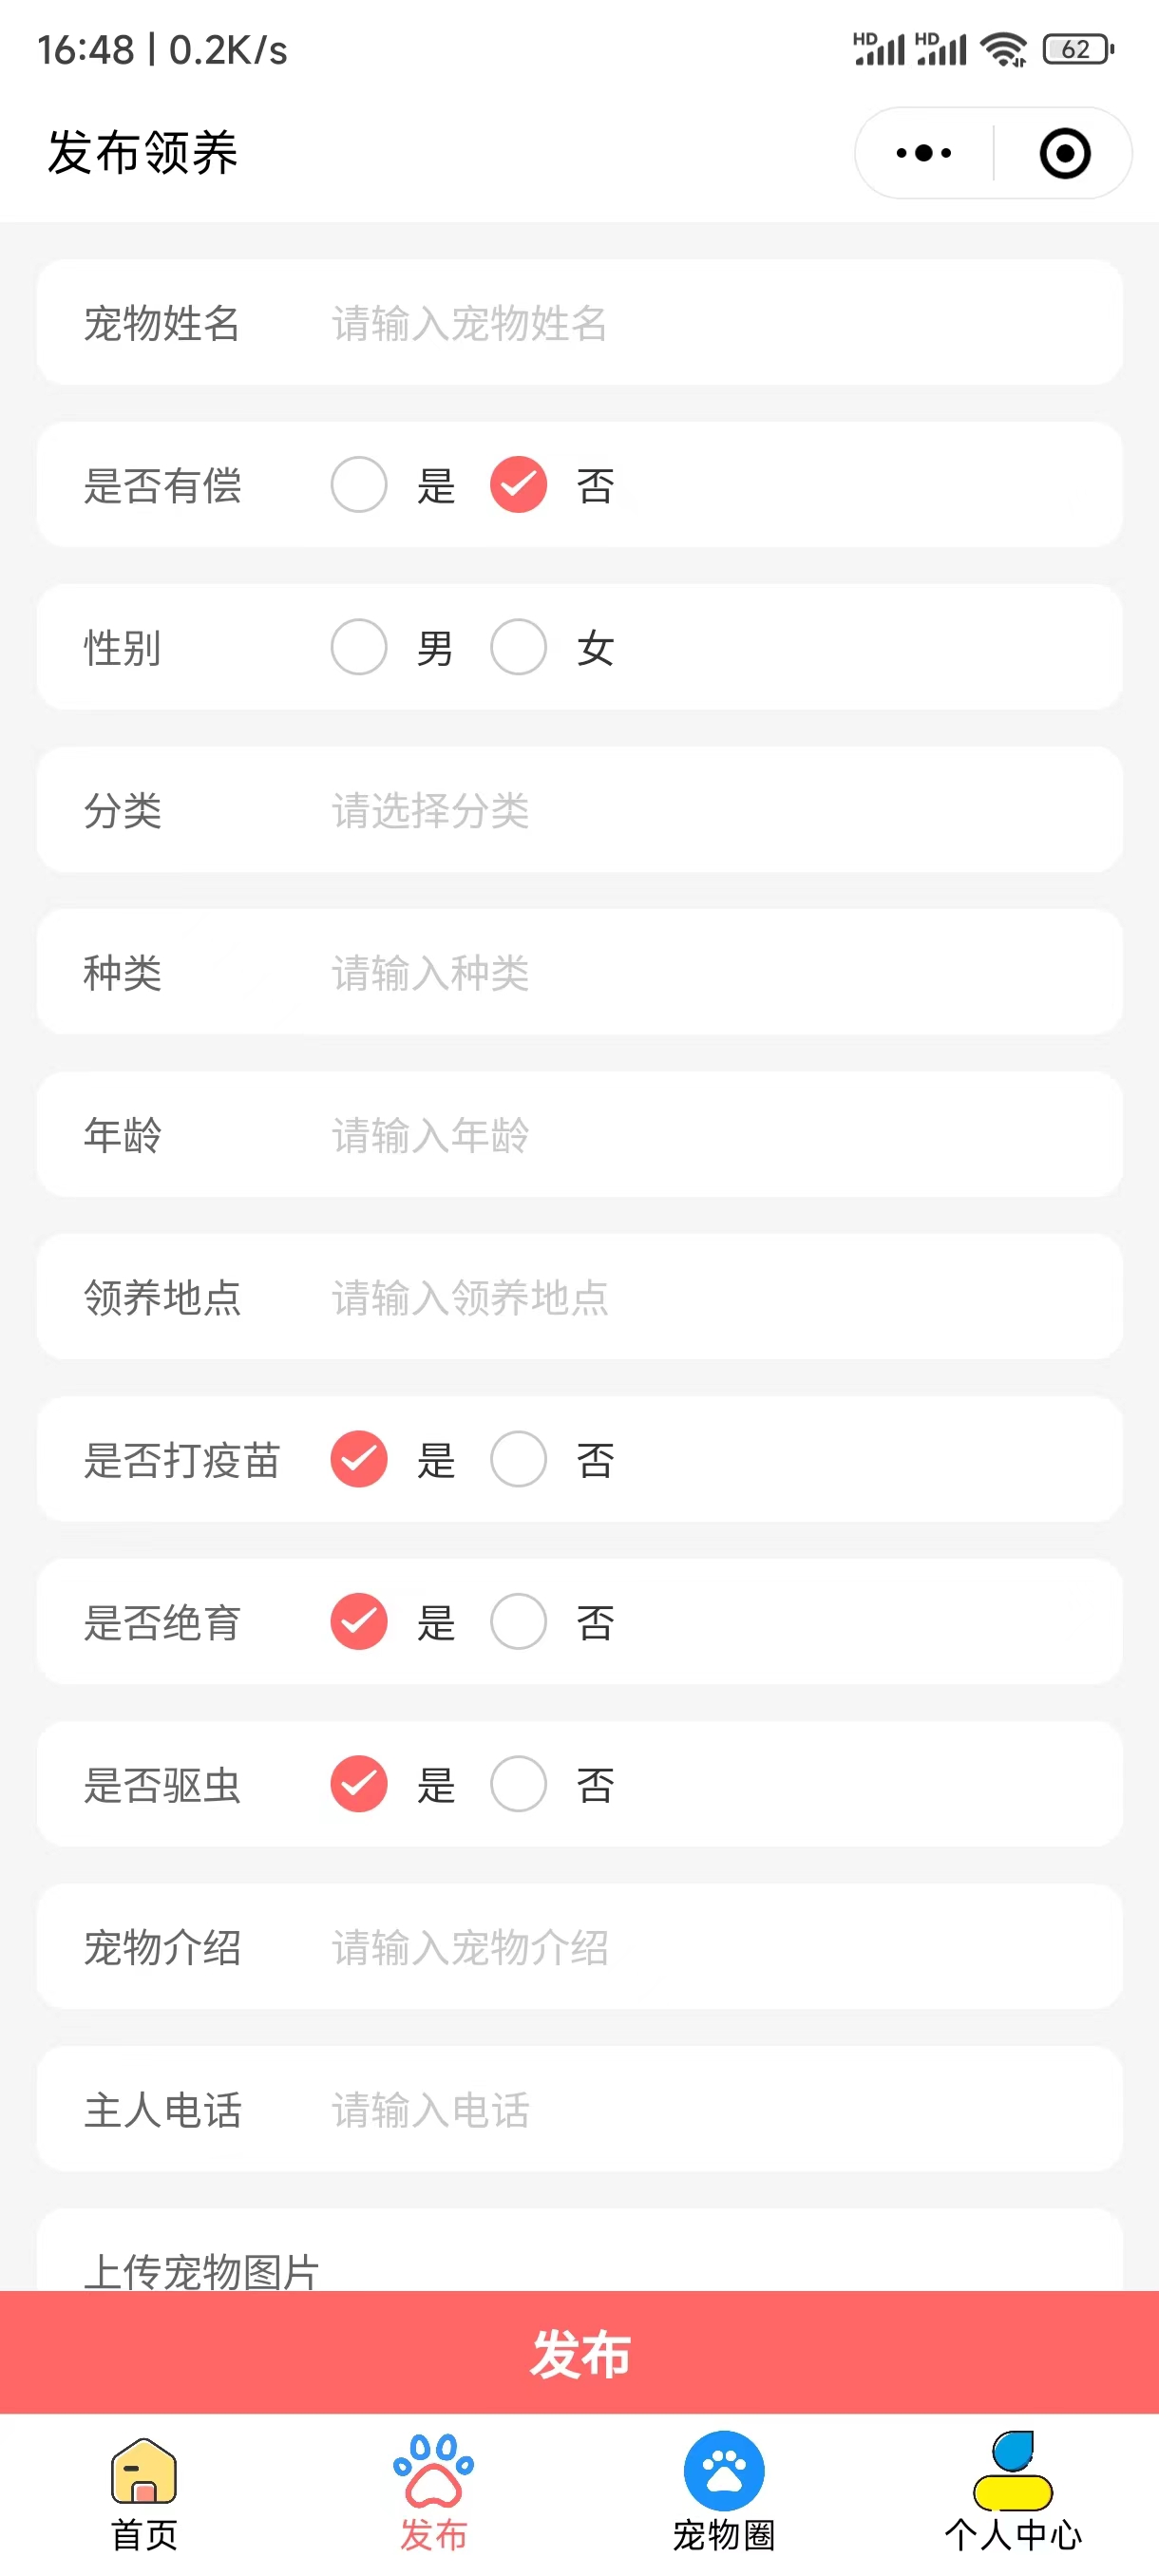 16:48 | 0.2K/s HD HD 62
发布领养
宠物姓名 请输入宠物姓名
是否有偿 是 否
性别 男 女
分类 请选择分类
种类 请输入种类
年龄 请输入年龄
领养地点 请输入领养地点
是否打疫苗 是 否
是否绝育 是 否
是否驱虫 是 否
宠物介绍 请输入宠物介绍
主人电话 请输入电话
上传宠物图片
发布
首页 发布 宠物圈 个人中心